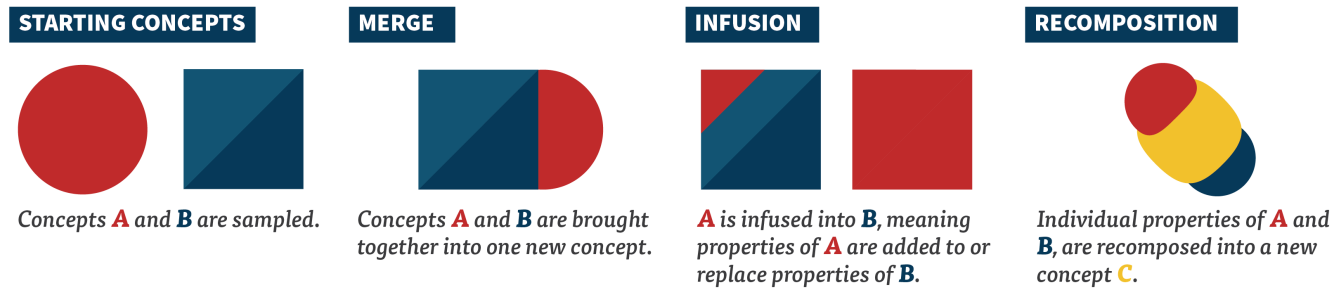 STARTING CONCEPTS
Concepts A and B are sampled.
MERGE
Concepts A and B are brought
together into one new concept.
INFUSION
A is infused into B, meaning
properties of A are added to or
replace properties of B.
RECOMPOSITION
Individual properties of A and
B, are recomposed into a new
concept C.